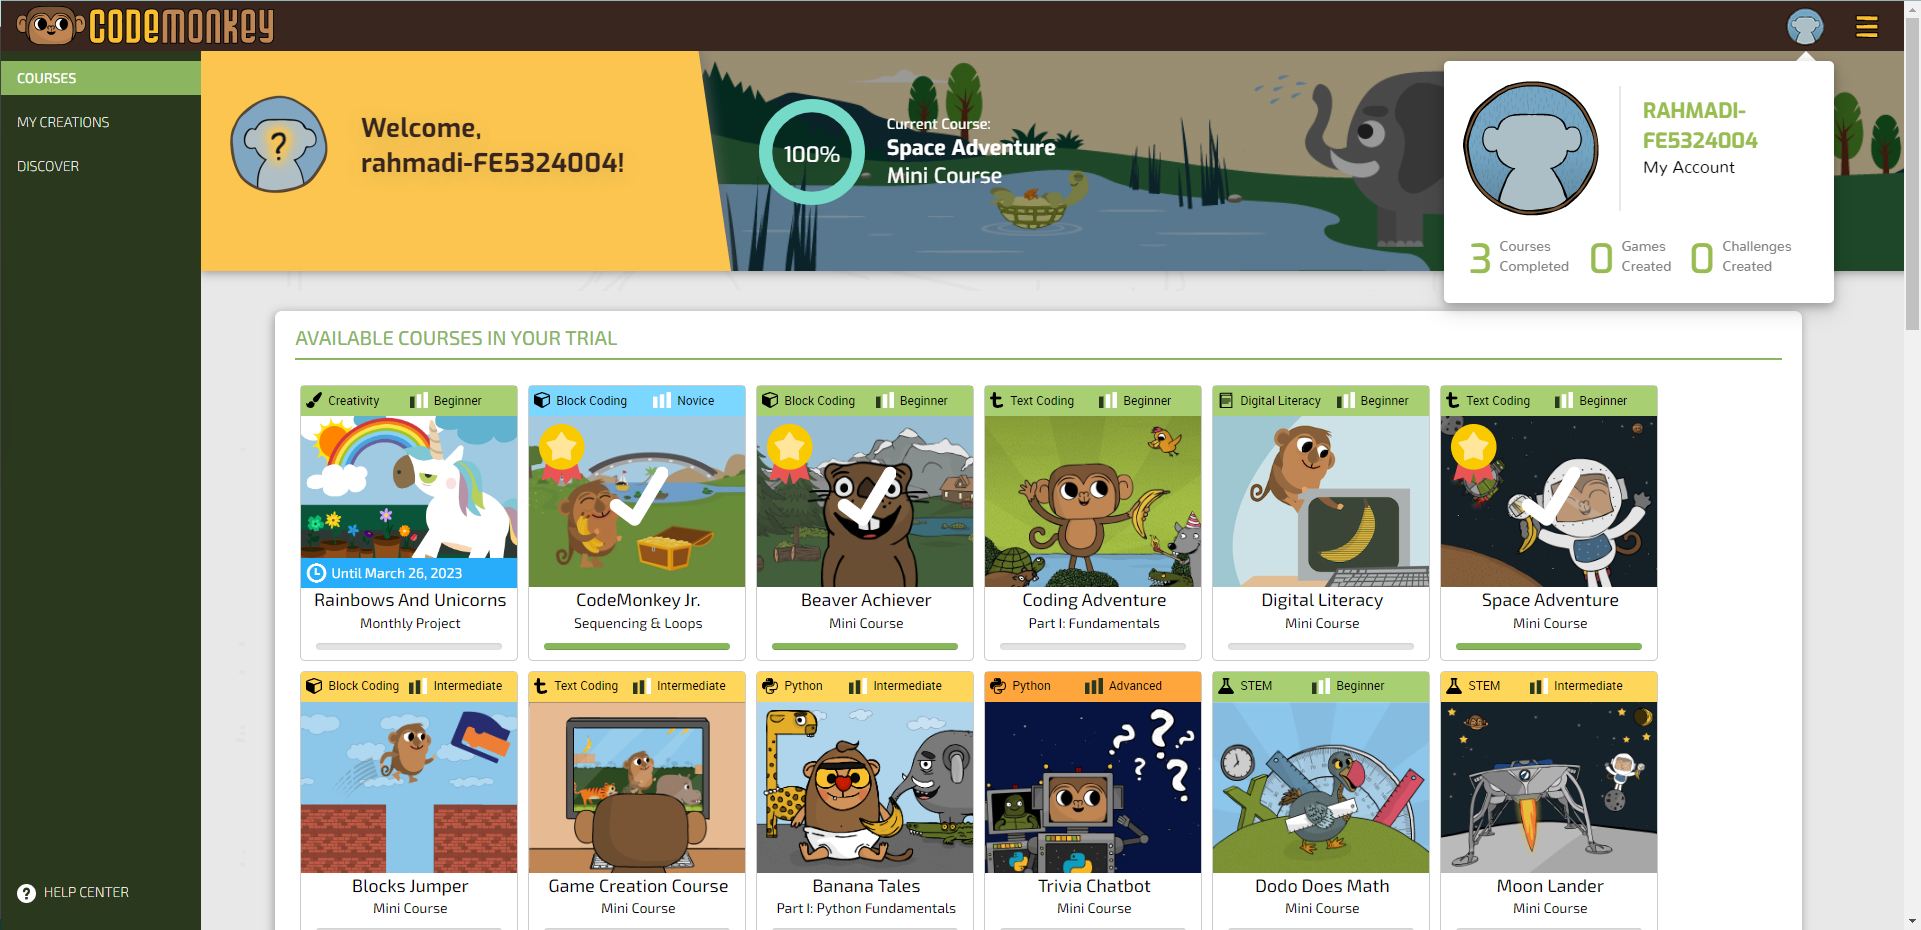 CODEMONKEY
COURSES
MY CREATIONS
DISCOVER
HELP CENTER
?
Welcome,
rahmadi-FE5324004!
100%
Current Course:
Space Adventure
Mini Course
RAHMADI-
FE5324004
My Account
3 Courses Completed
0 Games Created
0 Challenges Created
AVAILABLE COURSES IN YOUR TRIAL
Creativity Beginner
Until March 26, 2023
Rainbows And Unicorns
Monthly Project
Block Coding Novice
CodeMonkey Jr.
Sequencing & Loops
Block Coding Beginner
Beaver Achiever
Mini Course
Text Coding Beginner
Coding Adventure
Part I: Fundamentals
Digital Literacy Beginner
Digital Literacy
Mini Course
Text Coding Beginner
Space Adventure
Mini Course
Block Coding Intermediate
Blocks Jumper
Mini Course
Text Coding Intermediate
Game Creation Course
Mini Course
Python Intermediate
Banana Tales
Part I: Python Fundamentals
Python Advanced
? ? ? ?
Trivia Chatbot
Mini Course
STEM Beginner
Dodo Does Math
Mini Course
STEM Intermediate
Moon Lander
Mini Course